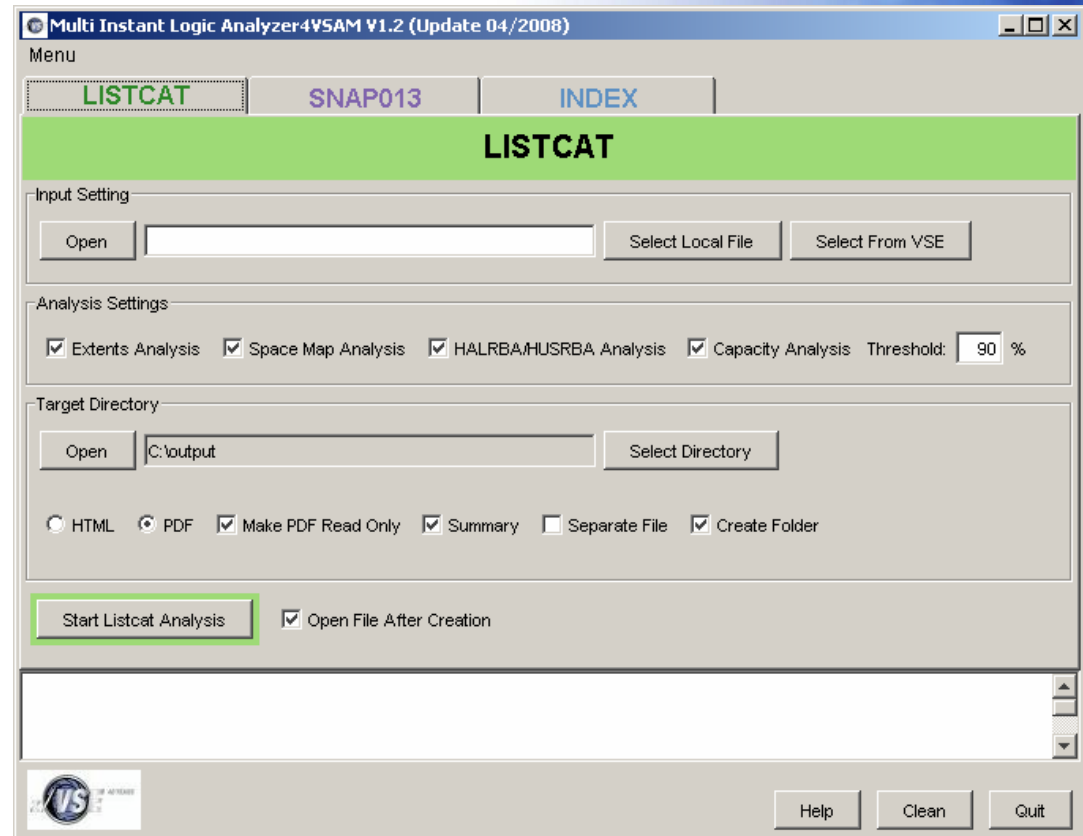 Multi Instant Logic Analyzer4VSAM V1.2 (Update 04/2008)
Menu
LISTCAT SNAP013 INDEX
LISTCAT
Input Setting
Open Select Local File Select From VSE
Analysis Settings
Extents Analysis Space Map Analysis HALRBA/HUSRBA Analysis Capacity Analysis Threshold: 90 %
Target Directory
Open C:\output Select Directory
HTML PDF Make PDF Read Only Summary Separate File Create Folder
Start Listcat Analysis Open File After Creation
VS
Help Clean Quit